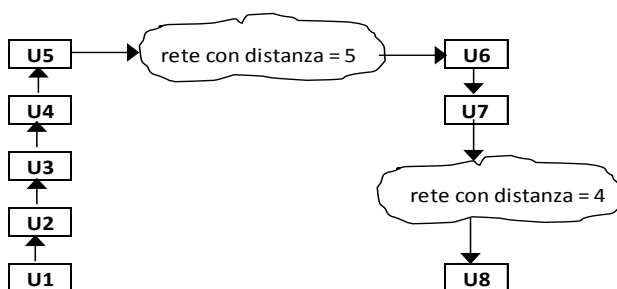 U5 rete con distanza = 5 U6
U4 U7
U3
rete con distanza = 4
U2
U1 U8